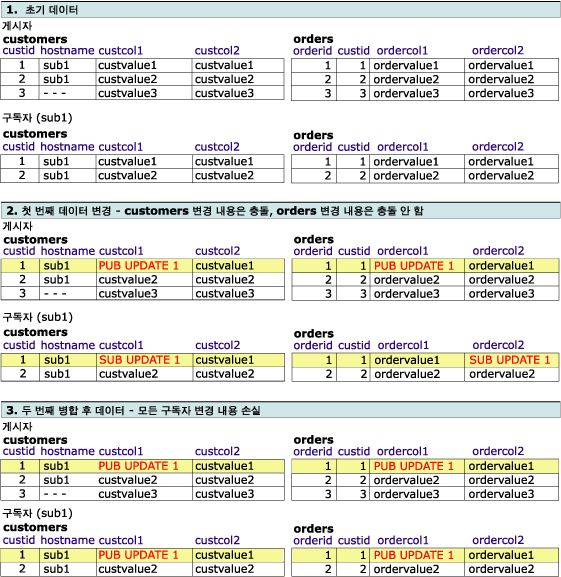 1. 초기 데이터
게시자
customers orders
custid hostname custcol1 custcol2 orderid custid ordercol1 ordercol2
1 sub1 custvalue1 custvalue1 1 1 ordervalue1 ordervalue1
2 sub1 custvalue2 custvalue2 2 2 ordervalue2 ordervalue2
3 - - - custvalue3 custvalue3 3 3 ordervalue3 ordervalue3
구독자 (sub1)
customers orders
custid hostname custcol1 custcol2 orderid custid ordercol1 ordercol2
1 sub1 custvalue1 custvalue1 1 1 ordervalue1 ordervalue1
2 sub1 custvalue2 custvalue2 2 2 ordervalue2 ordervalue2
2. 첫 번째 데이터 변경 - customers 변경 내용은 충돌, orders 변경 내용은 충돌 안 함
게시자
customers orders
custid hostname custcol1 custcol2 orderid custid ordercol1 ordercol2
1 sub1 PUB UPDATE 1 custvalue1 1 1 PUB UPDATE 1 ordervalue1
2 sub1 custvalue2 custvalue2 2 2 ordervalue2 ordervalue2
3 - - - custvalue3 custvalue3 3 3 ordervalue3 ordervalue3
구독자 (sub1)
customers orders
custid hostname custcol1 custcol2 orderid custid ordercol1 ordercol2
1 sub1 SUB UPDATE 1 custvalue1 1 1 ordervalue1 SUB UPDATE 1
2 sub1 custvalue2 custvalue2 2 2 ordervalue2 ordervalue2
3. 두 번째 병합 후 데이터 - 모든 구독자 변경 내용 손실
게시자
customers orders
custid hostname custcol1 custcol2 orderid custid ordercol1 ordercol2
1 sub1 PUB UPDATE 1 custvalue1 1 1 PUB UPDATE 1 ordervalue1
2 sub1 custvalue2 custvalue2 2 2 ordervalue2 ordervalue2
3 - - - custvalue3 custvalue3 3 3 ordervalue3 ordervalue3
구독자 (sub1)
customers orders
custid hostname custcol1 custcol2 orderid custid ordercol1 ordercol2
1 sub1 PUB UPDATE 1 custvalue1 1 1 PUB UPDATE 1 ordervalue1
2 sub1 custvalue2 custvalue2 2 2 ordervalue2 ordervalue2